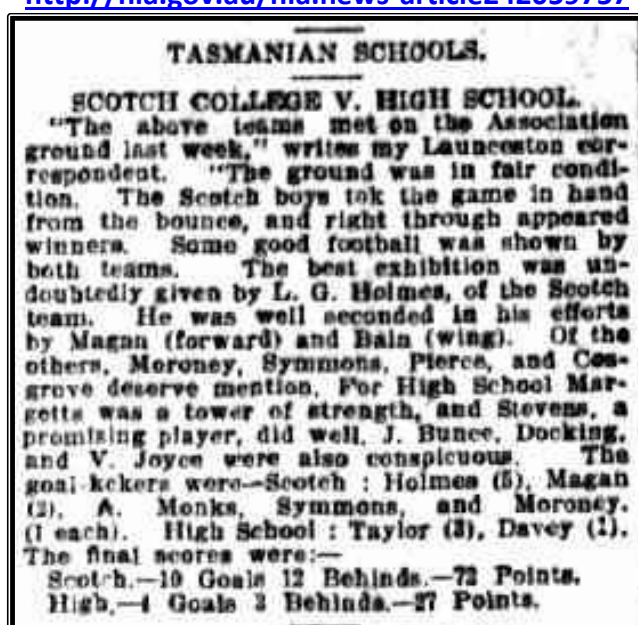 TASMANIAN SCHOOLS.
SCOTCH COLLEGE V. HIGH SCHOOL.
"The above teams met on the Association
ground last week," writes my Launceston cor-
respondent. "The ground was in fair condi-
tion. The Scotch boys tok the game in hand
from the bounce, and right through appeared
winners. Some good football was shown by
both teams. The best exhibition was un-
doubtedly given by L. G. Holmes, of the Scotch
team. He was well seconded in his efforts
by Magan (forward) and Bain (wing). Of the
others, Moroney, Symmons, Pierce, and Cos-
grove deserve mention. For High School Mar-
getts was a tower of strength, and Stevens, a
promising player, did well. J. Bunce, Docking,
and V. Joyce were also conspicuous. The
goal kckers were—Scotch : Holmes (5), Magan
(2), A. Monks, Symmons, and Moroney.
(1 each). High School : Taylor (3), Davey (1).
The final scores were:—
Scotch.—10 Goals 12 Behinds.—72 Points.
High.—4 Goals 3 Behinds.—27 Points.